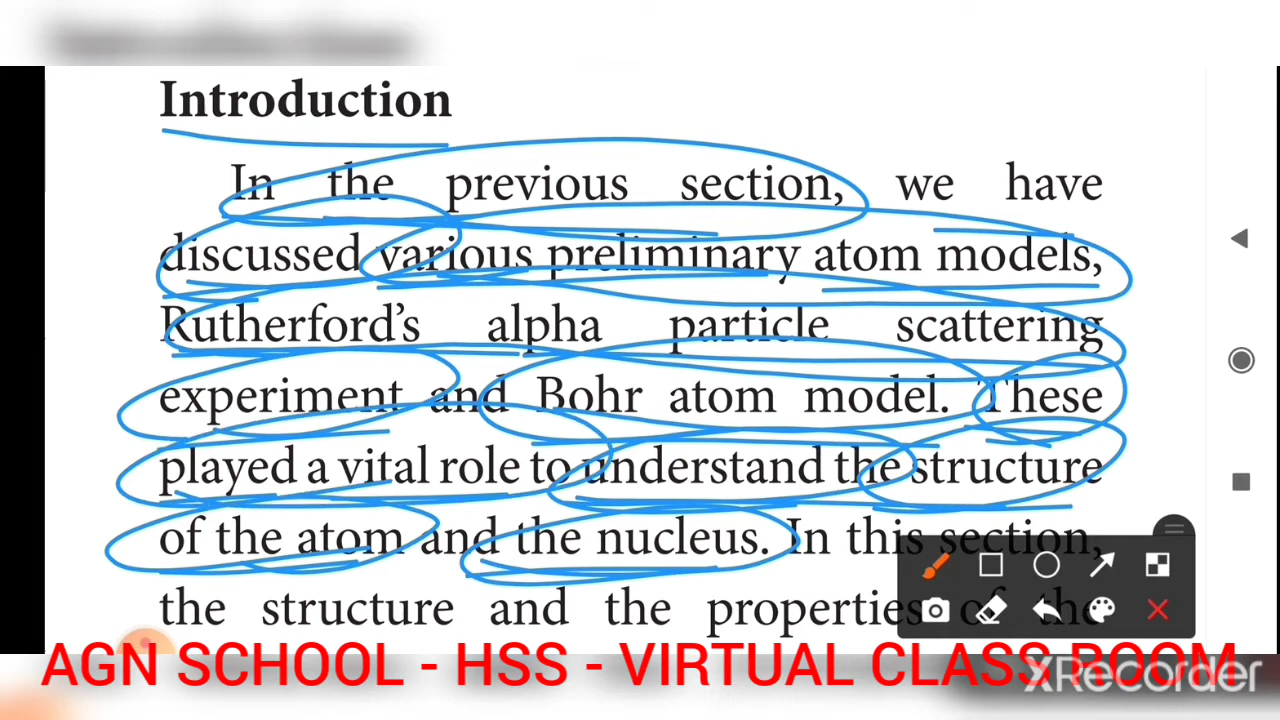 Introduction
In the previous section, we have
discussed various preliminary atom models,
Rutherford's alpha particle scattering
experiment and Bohr atom model. These
played a vital role to understand the structure
of the atom and the nucleus. In this section,
the structure and the properties of the
AGN SCHOOL - HSS - VIRTUAL CLASS ROOM
XRecorder